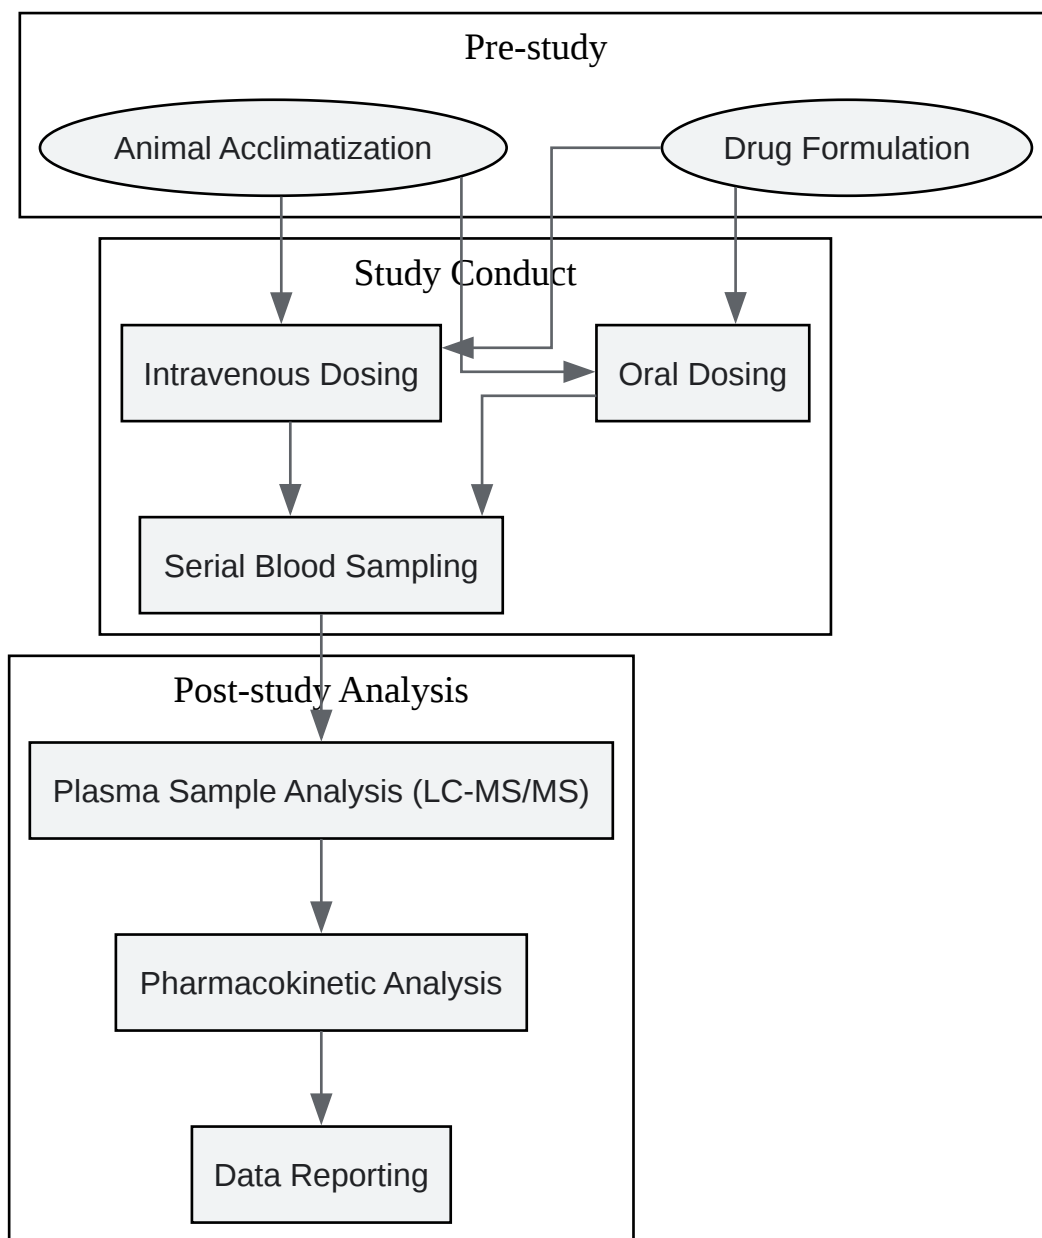 Pre-study
Animal Acclimatization
Drug Formulation
Study Conduct
Intravenous Dosing
Oral Dosing
Serial Blood Sampling
Post-study Analysis
Plasma Sample Analysis (LC-MS/MS)
Pharmacokinetic Analysis
Data Reporting